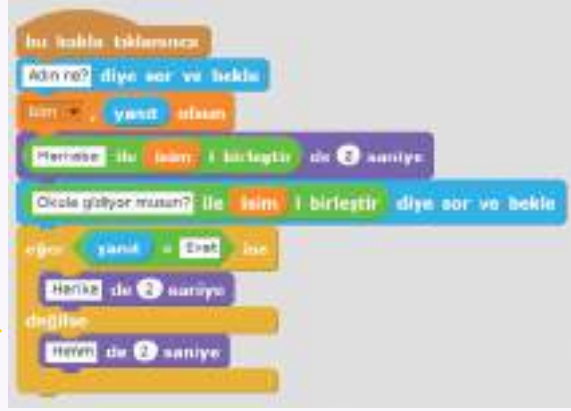 bu kukla tıklanınca
Adın ne? diye sor ve bekle
isim , yanıt olsun
Merhaba ile isim i birleştir de 2 saniye
Okula gidiyor musun? ile isim i birleştir diye sor ve bekle
eğer yanıt = Evet ise
Harika de 2 saniye
değilse
Hımm de 2 saniye